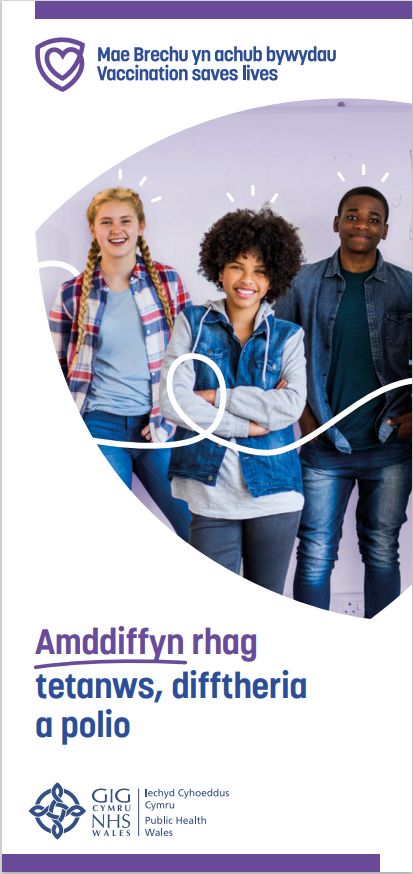 Mae Brechu yn achub bywydau
Vaccination saves lives
Amddiffyn rhag
tetanws, difftheria
a polio
GIG
CYMRU
NHS
WALES
Iechyd Cyhoeddus
Cymru
Public Health
Wales